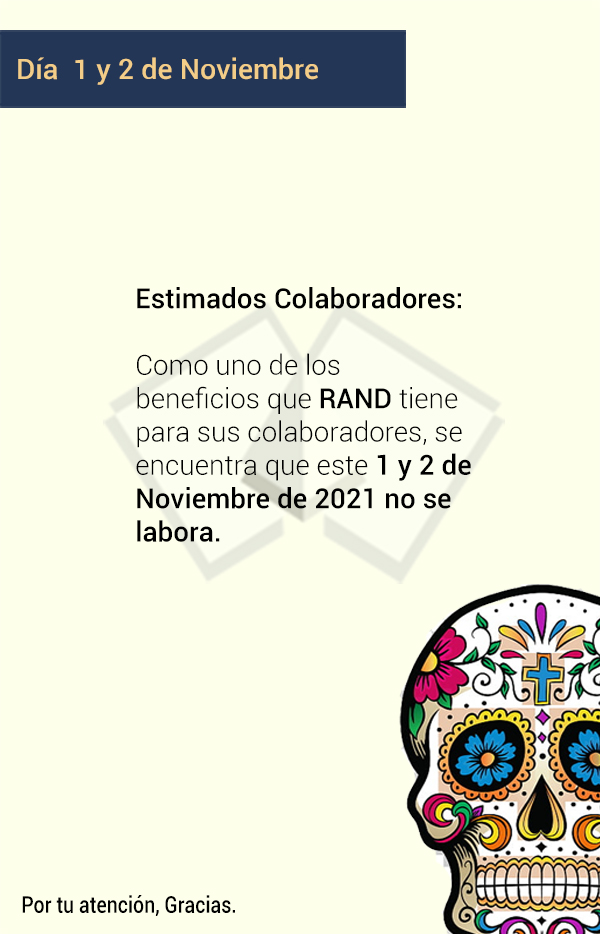 Día  1 y 2 de Noviembre
Estimados Colaboradores:
Como uno de los
beneficios que RAND tiene
para sus colaboradores, se
encuentra que este 1 y 2 de
Noviembre de 2021 no se
labora.
Por tu atención, Gracias.